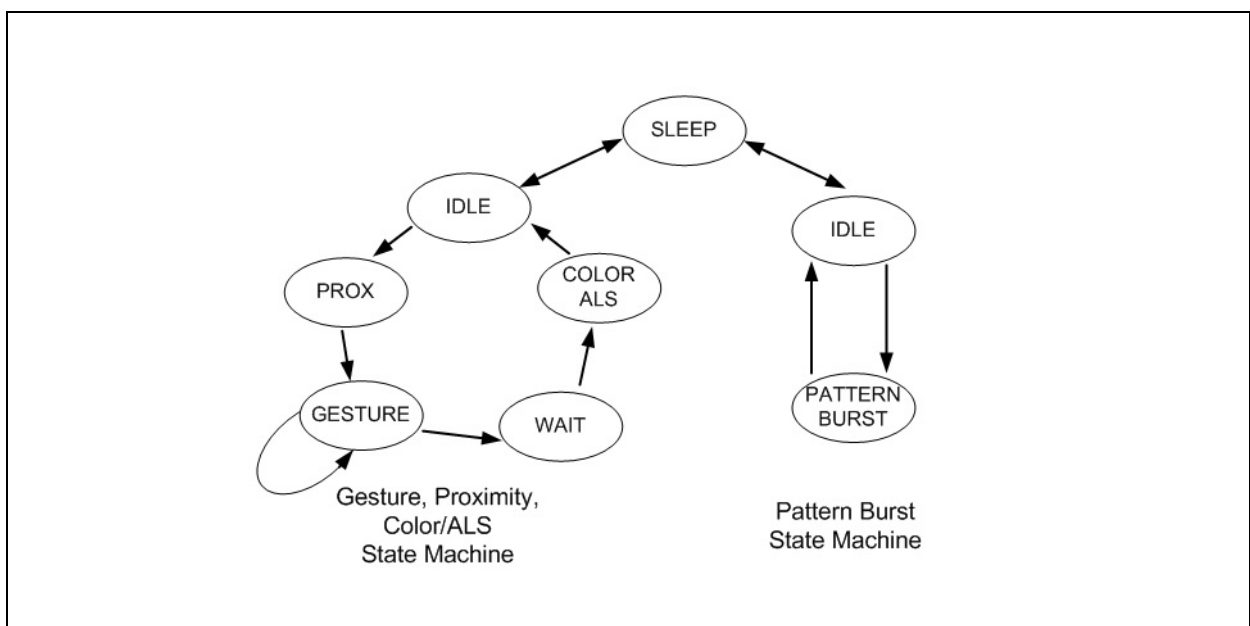 SLEEP
IDLE
IDLE
PROX
COLOR
ALS
GESTURE
WAIT
PATTERN
BURST
Gesture, Proximity,
Color/ALS
State Machine
Pattern Burst
State Machine